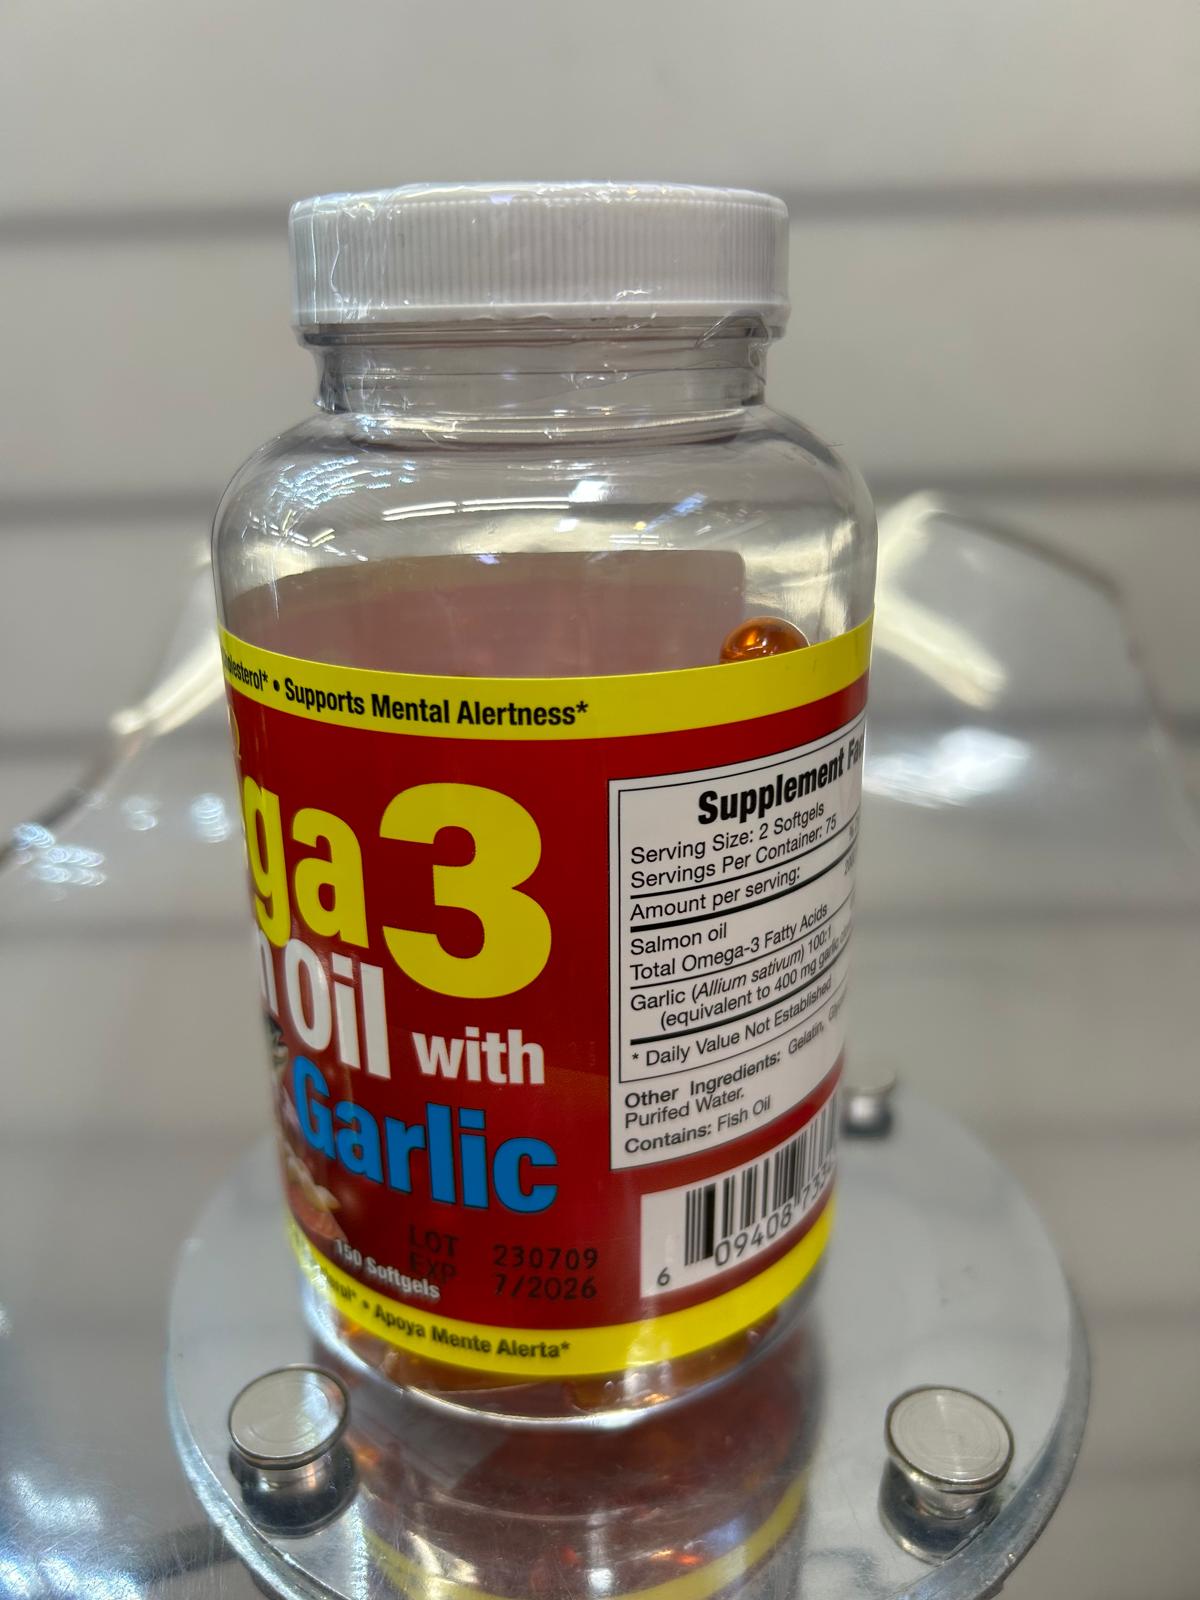 Supports Mental Alertness*
ga 3
Oil with
Garlic
150 Softgels
LOT 230709
EXP 7/2026
• Apoya Mente Alerta*
Supplement
Serving Size: 2 Softgels
Servings Per Container: 75
Amount per serving:
Salmon oil
Total Omega-3 Fatty Acids
Garlic (Allium sativum) 100:1
(equivalent to 400 mg garlic
* Daily Value Not Established
Other Ingredients: Gelatin,
Purifed Water.
Contains: Fish Oil
6 09408 733